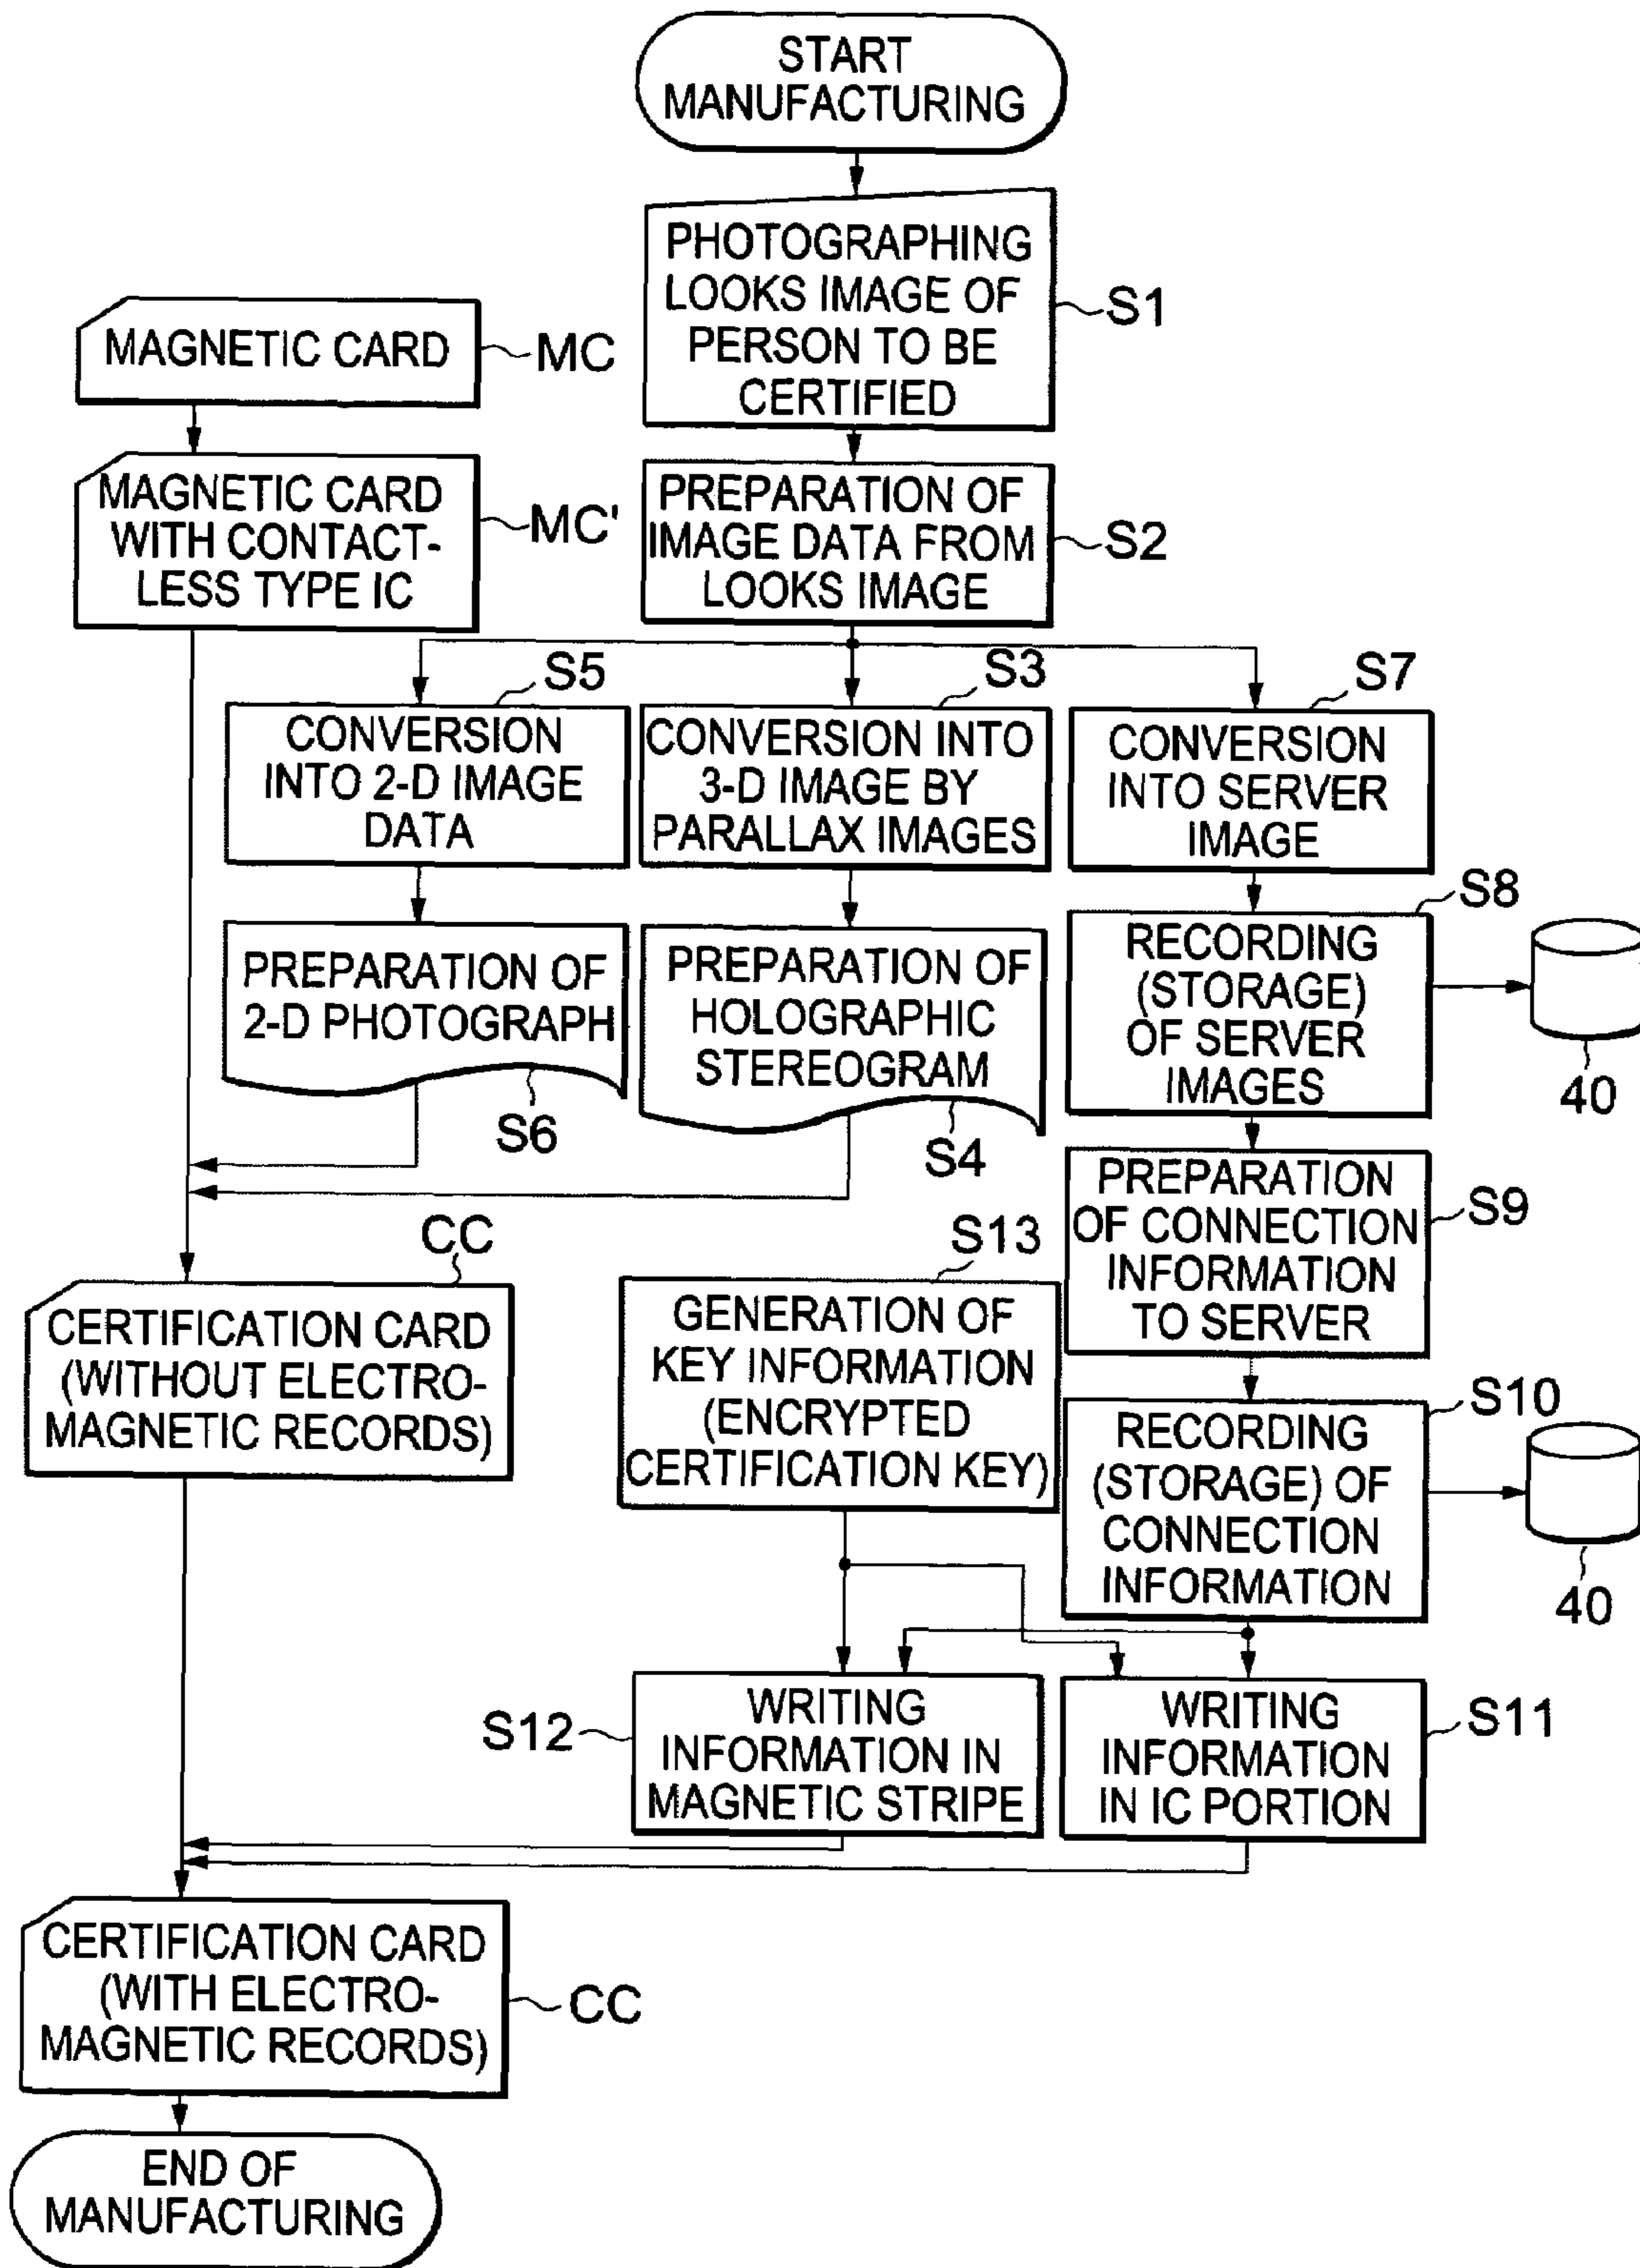 START
MANUFACTURING
PHOTOGRAPHING
LOOKS IMAGE OF
PERSON TO BE
CERTIFIED
S1
MAGNETIC CARD
MC
MAGNETIC CARD
WITH CONTACT-
LESS TYPE IC
MC'
PREPARATION OF
IMAGE DATA FROM
LOOKS IMAGE
S2
S5
CONVERSION
INTO 2-D IMAGE
DATA
S3
CONVERSION INTO
3-D IMAGE BY
PARALLAX IMAGES
S7
CONVERSION
INTO SERVER
IMAGE
PREPARATION OF
2-D PHOTOGRAPH
S6
PREPARATION OF
HOLOGRAPHIC
STEREOGRAM
S4
S8
RECORDING
(STORAGE)
OF SERVER
IMAGES
40
PREPARATION
OF CONNECTION
INFORMATION
TO SERVER
S9
CC
CERTIFICATION CARD
(WITHOUT ELECTRO-
MAGNETIC RECORDS)
S13
GENERATION OF
KEY INFORMATION
(ENCRYPTED
CERTIFICATION KEY)
S10
RECORDING
(STORAGE) OF
CONNECTION
INFORMATION
40
S12
WRITING
INFORMATION IN
MAGNETIC STRIPE
WRITING
INFORMATION
IN IC PORTION
S11
CERTIFICATION CARD
(WITH ELECTRO-
MAGNETIC RECORDS)
CC
END OF
MANUFACTURING